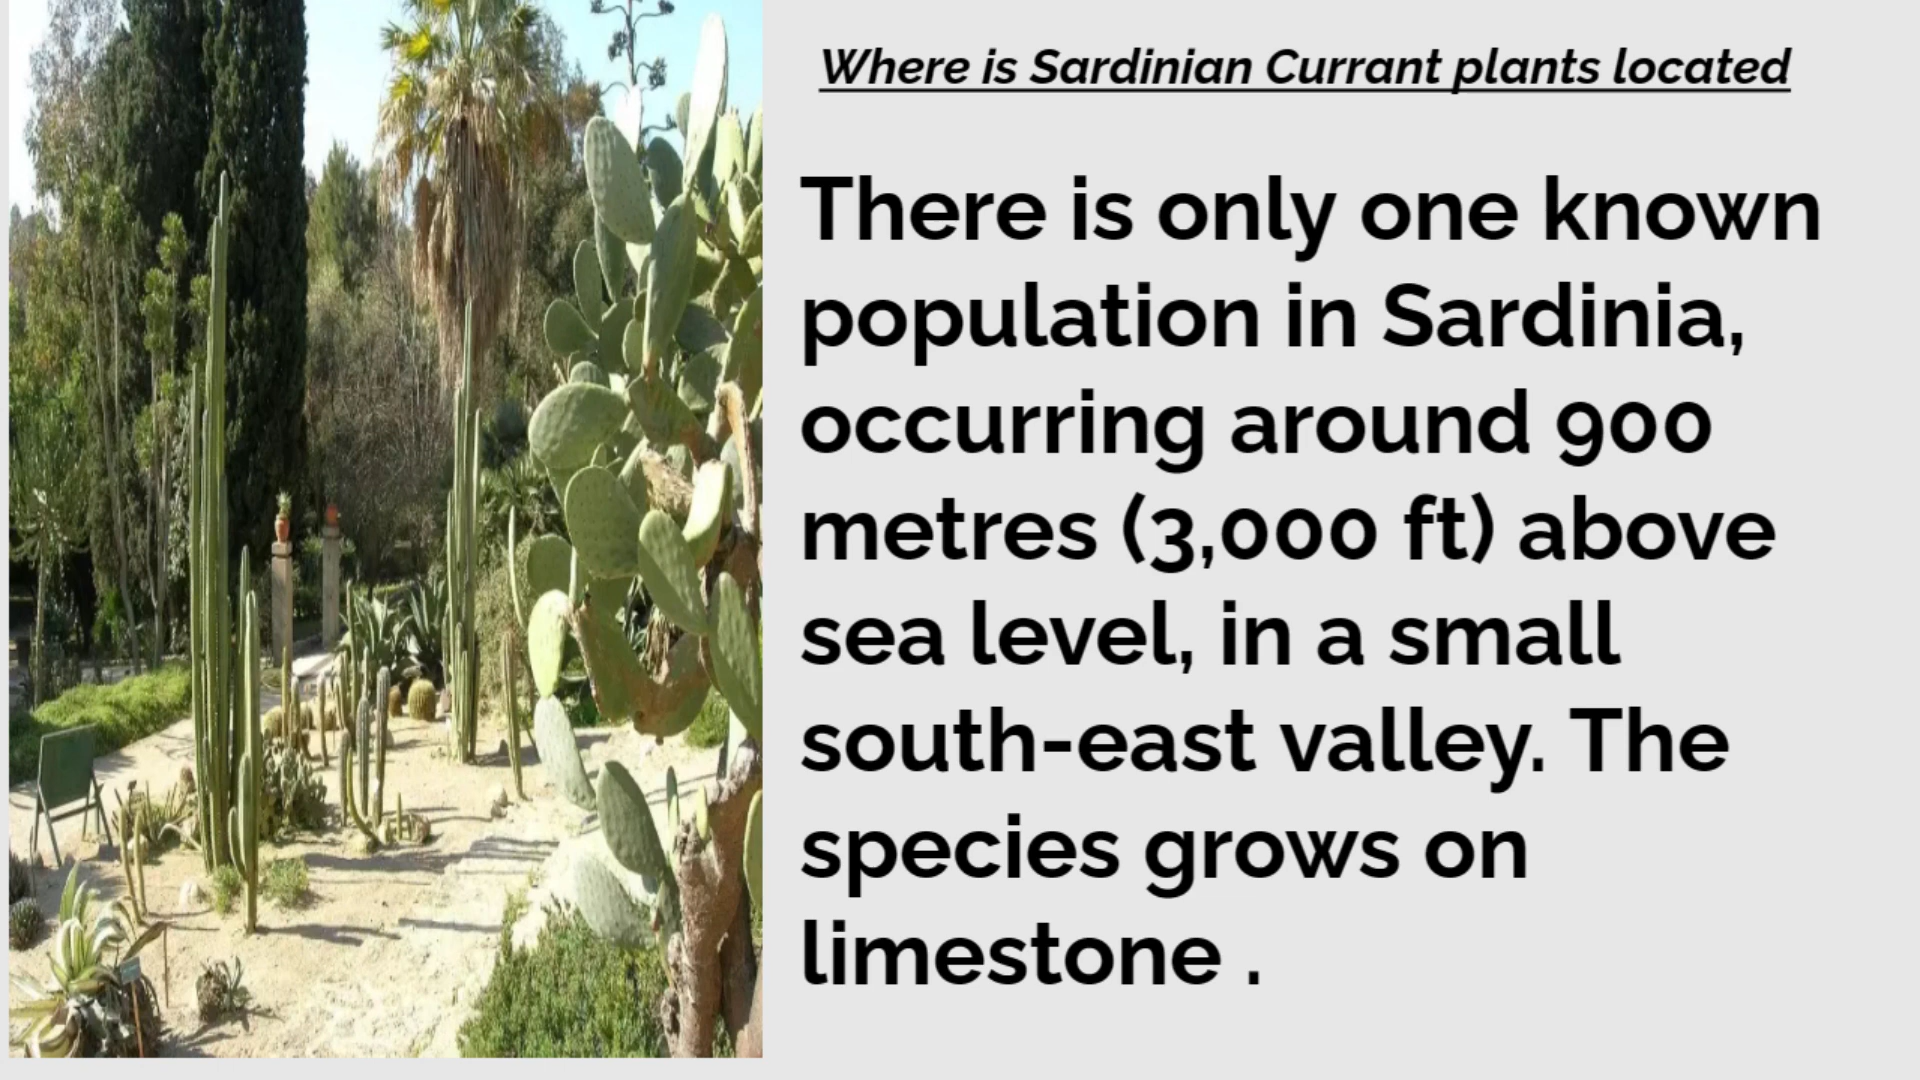 Where is Sardinian Currant plants located
There is only one known
population in Sardinia,
occurring around 900
metres (3,000 ft) above
sea level, in a small
south-east valley. The
species grows on
limestone .